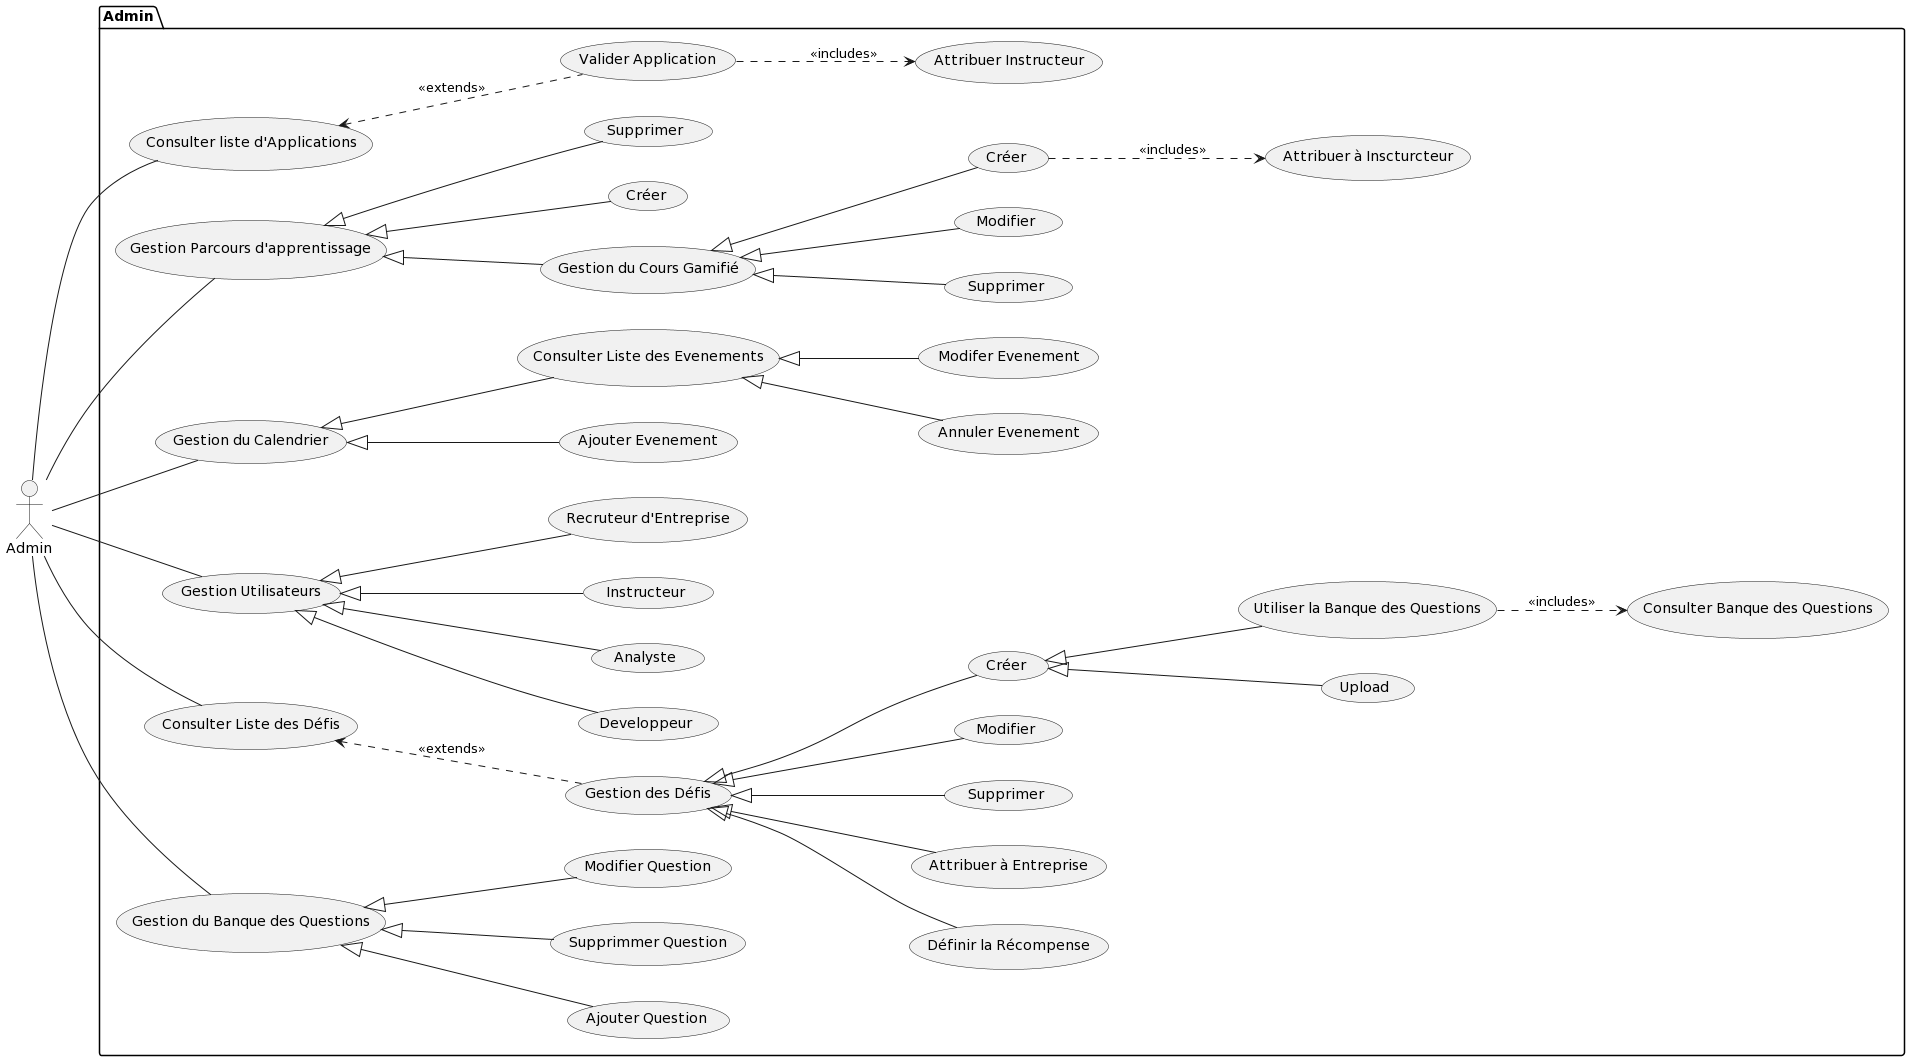 Admin
Valider Application
«includes»
Attribuer Instructeur
«extends»
Consulter liste d'Applications
Supprimer
Créer
«includes»
Attribuer à Inscturcteur
Créer
Modifier
Gestion Parcours d'apprentissage
Gestion du Cours Gamifié
Supprimer
Consulter Liste des Evenements
Modifer Evenement
Annuler Evenement
Gestion du Calendrier
Ajouter Evenement
Recruteur d'Entreprise
Admin
Gestion Utilisateurs
Instructeur
Utiliser la Banque des Questions
«includes»
Consulter Banque des Questions
Analyste
Créer
Upload
Developpeur
Consulter Liste des Défis
Modifier
«extends»
Gestion des Défis
Supprimer
Modifier Question
Attribuer à Entreprise
Gestion du Banque des Questions
Supprimmer Question
Définir la Récompense
Ajouter Question